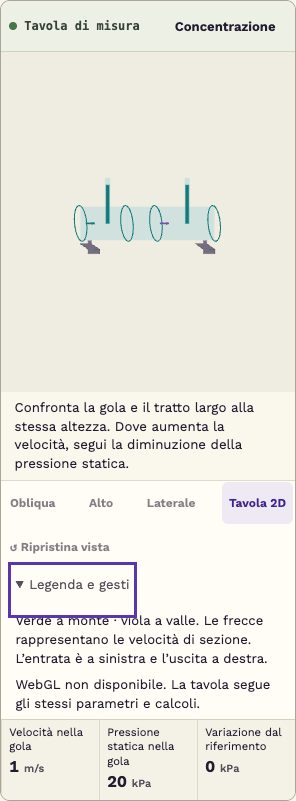 Tavola di misura
Concentrazione
Confronta la gola e il tratto largo alla
stessa altezza. Dove aumenta la
velocità, segui la diminuzione della
pressione statica.
Obliqua
Alto
Laterale
Tavola 2D
↺ Ripristina vista
▼ Legenda e gesti
Verde a monte · viola a valle. Le frecce
rappresentano le velocità di sezione.
L’entrata è a sinistra e l’uscita a destra.
WebGL non disponibile. La tavola segue
gli stessi parametri e calcoli.
Velocità nella
gola
1 m/s
Pressione
statica nella
gola
20 kPa
Variazione dal
riferimento
0 kPa